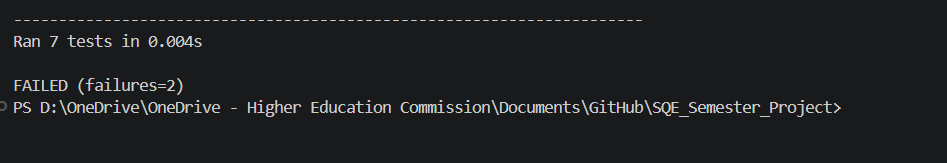 ----------------------------------------------------------------------
Ran 7 tests in 0.004s
FAILED (failures=2)
PS D:\OneDrive\OneDrive - Higher Education Commission\Documents\GitHub\SQE_Semester_Project>